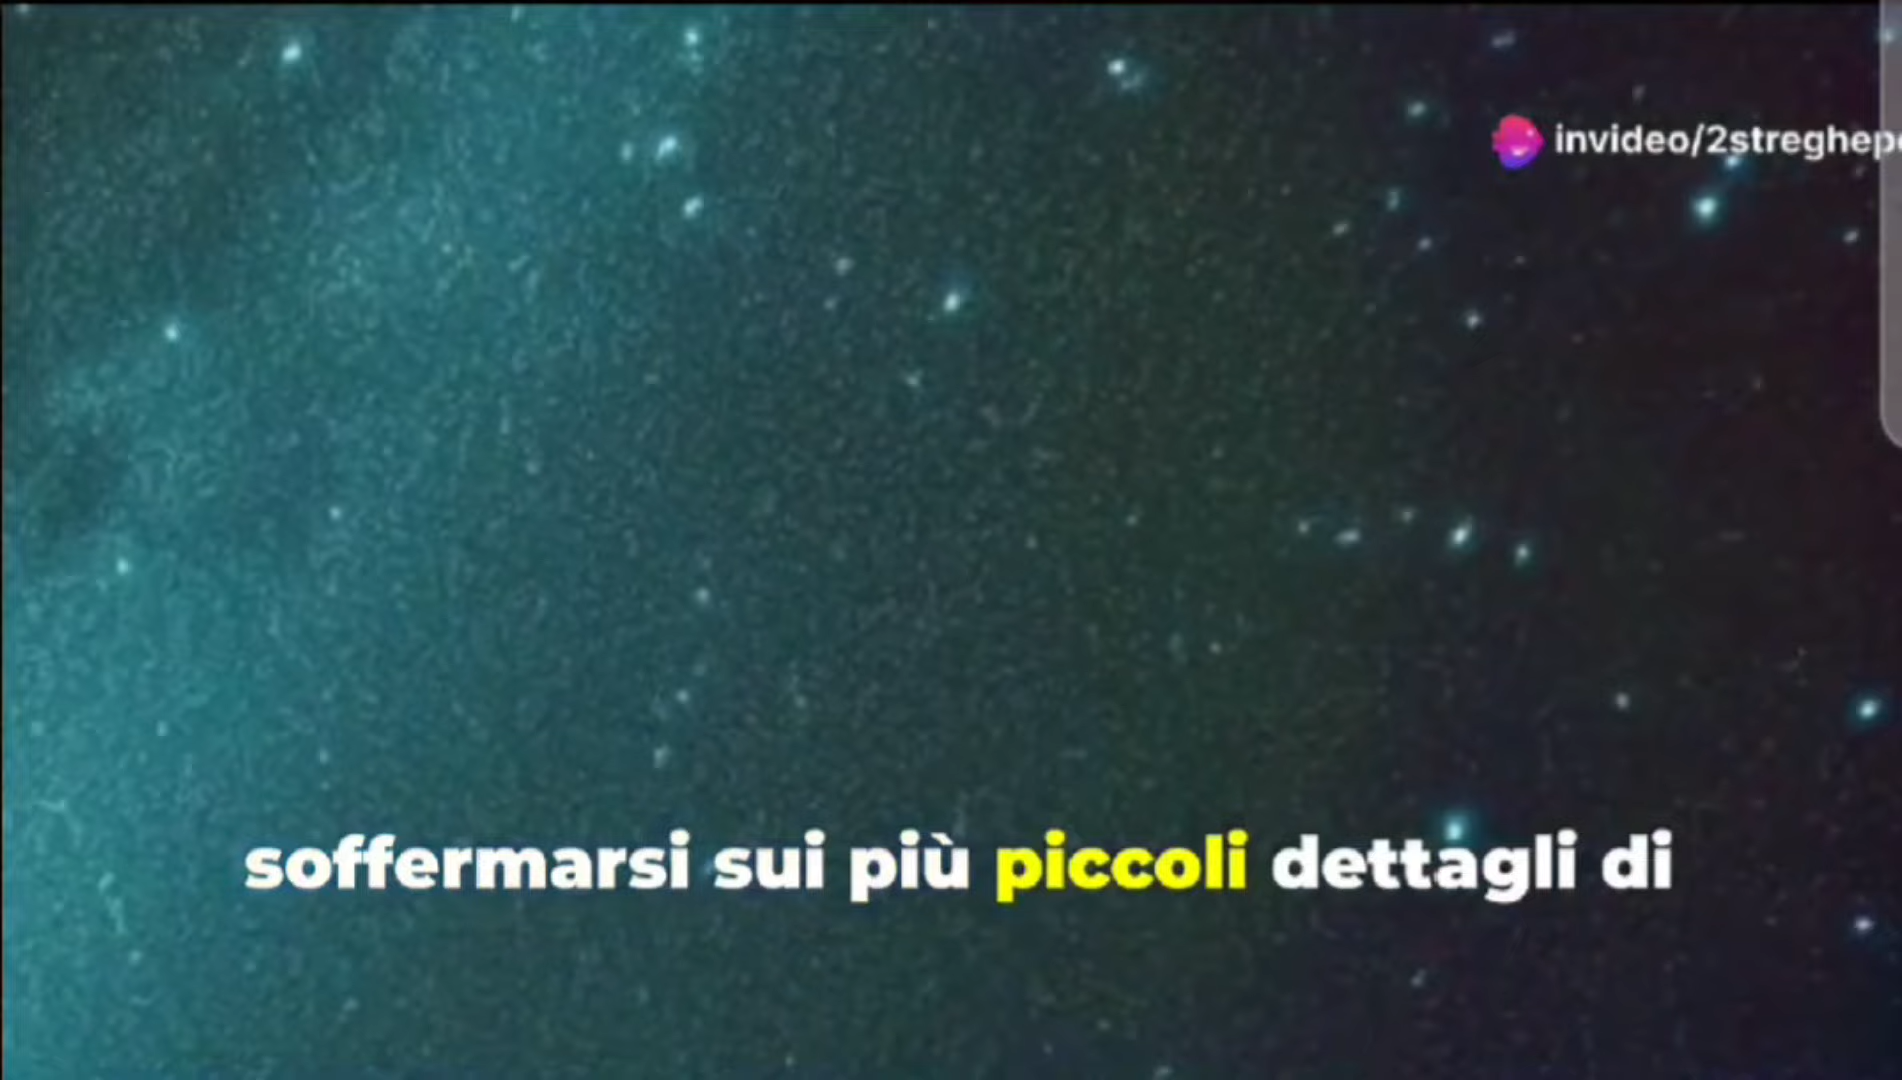 invideo/2streghep
soffermarsi sui più piccoli dettagli di